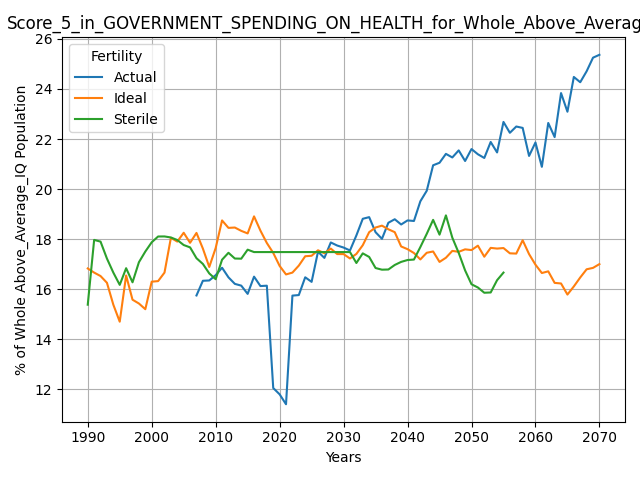 Score_5_in_GOVERNMENT_SPENDING_ON_HEALTH_for_Whole_Above_Averag
Fertility
Actual
Ideal
Sterile
% of Whole Above_Average_IQ Population
26
24
22
20
18
16
14
12
1990 2000 2010 2020 2030 2040 2050 2060 2070
Years